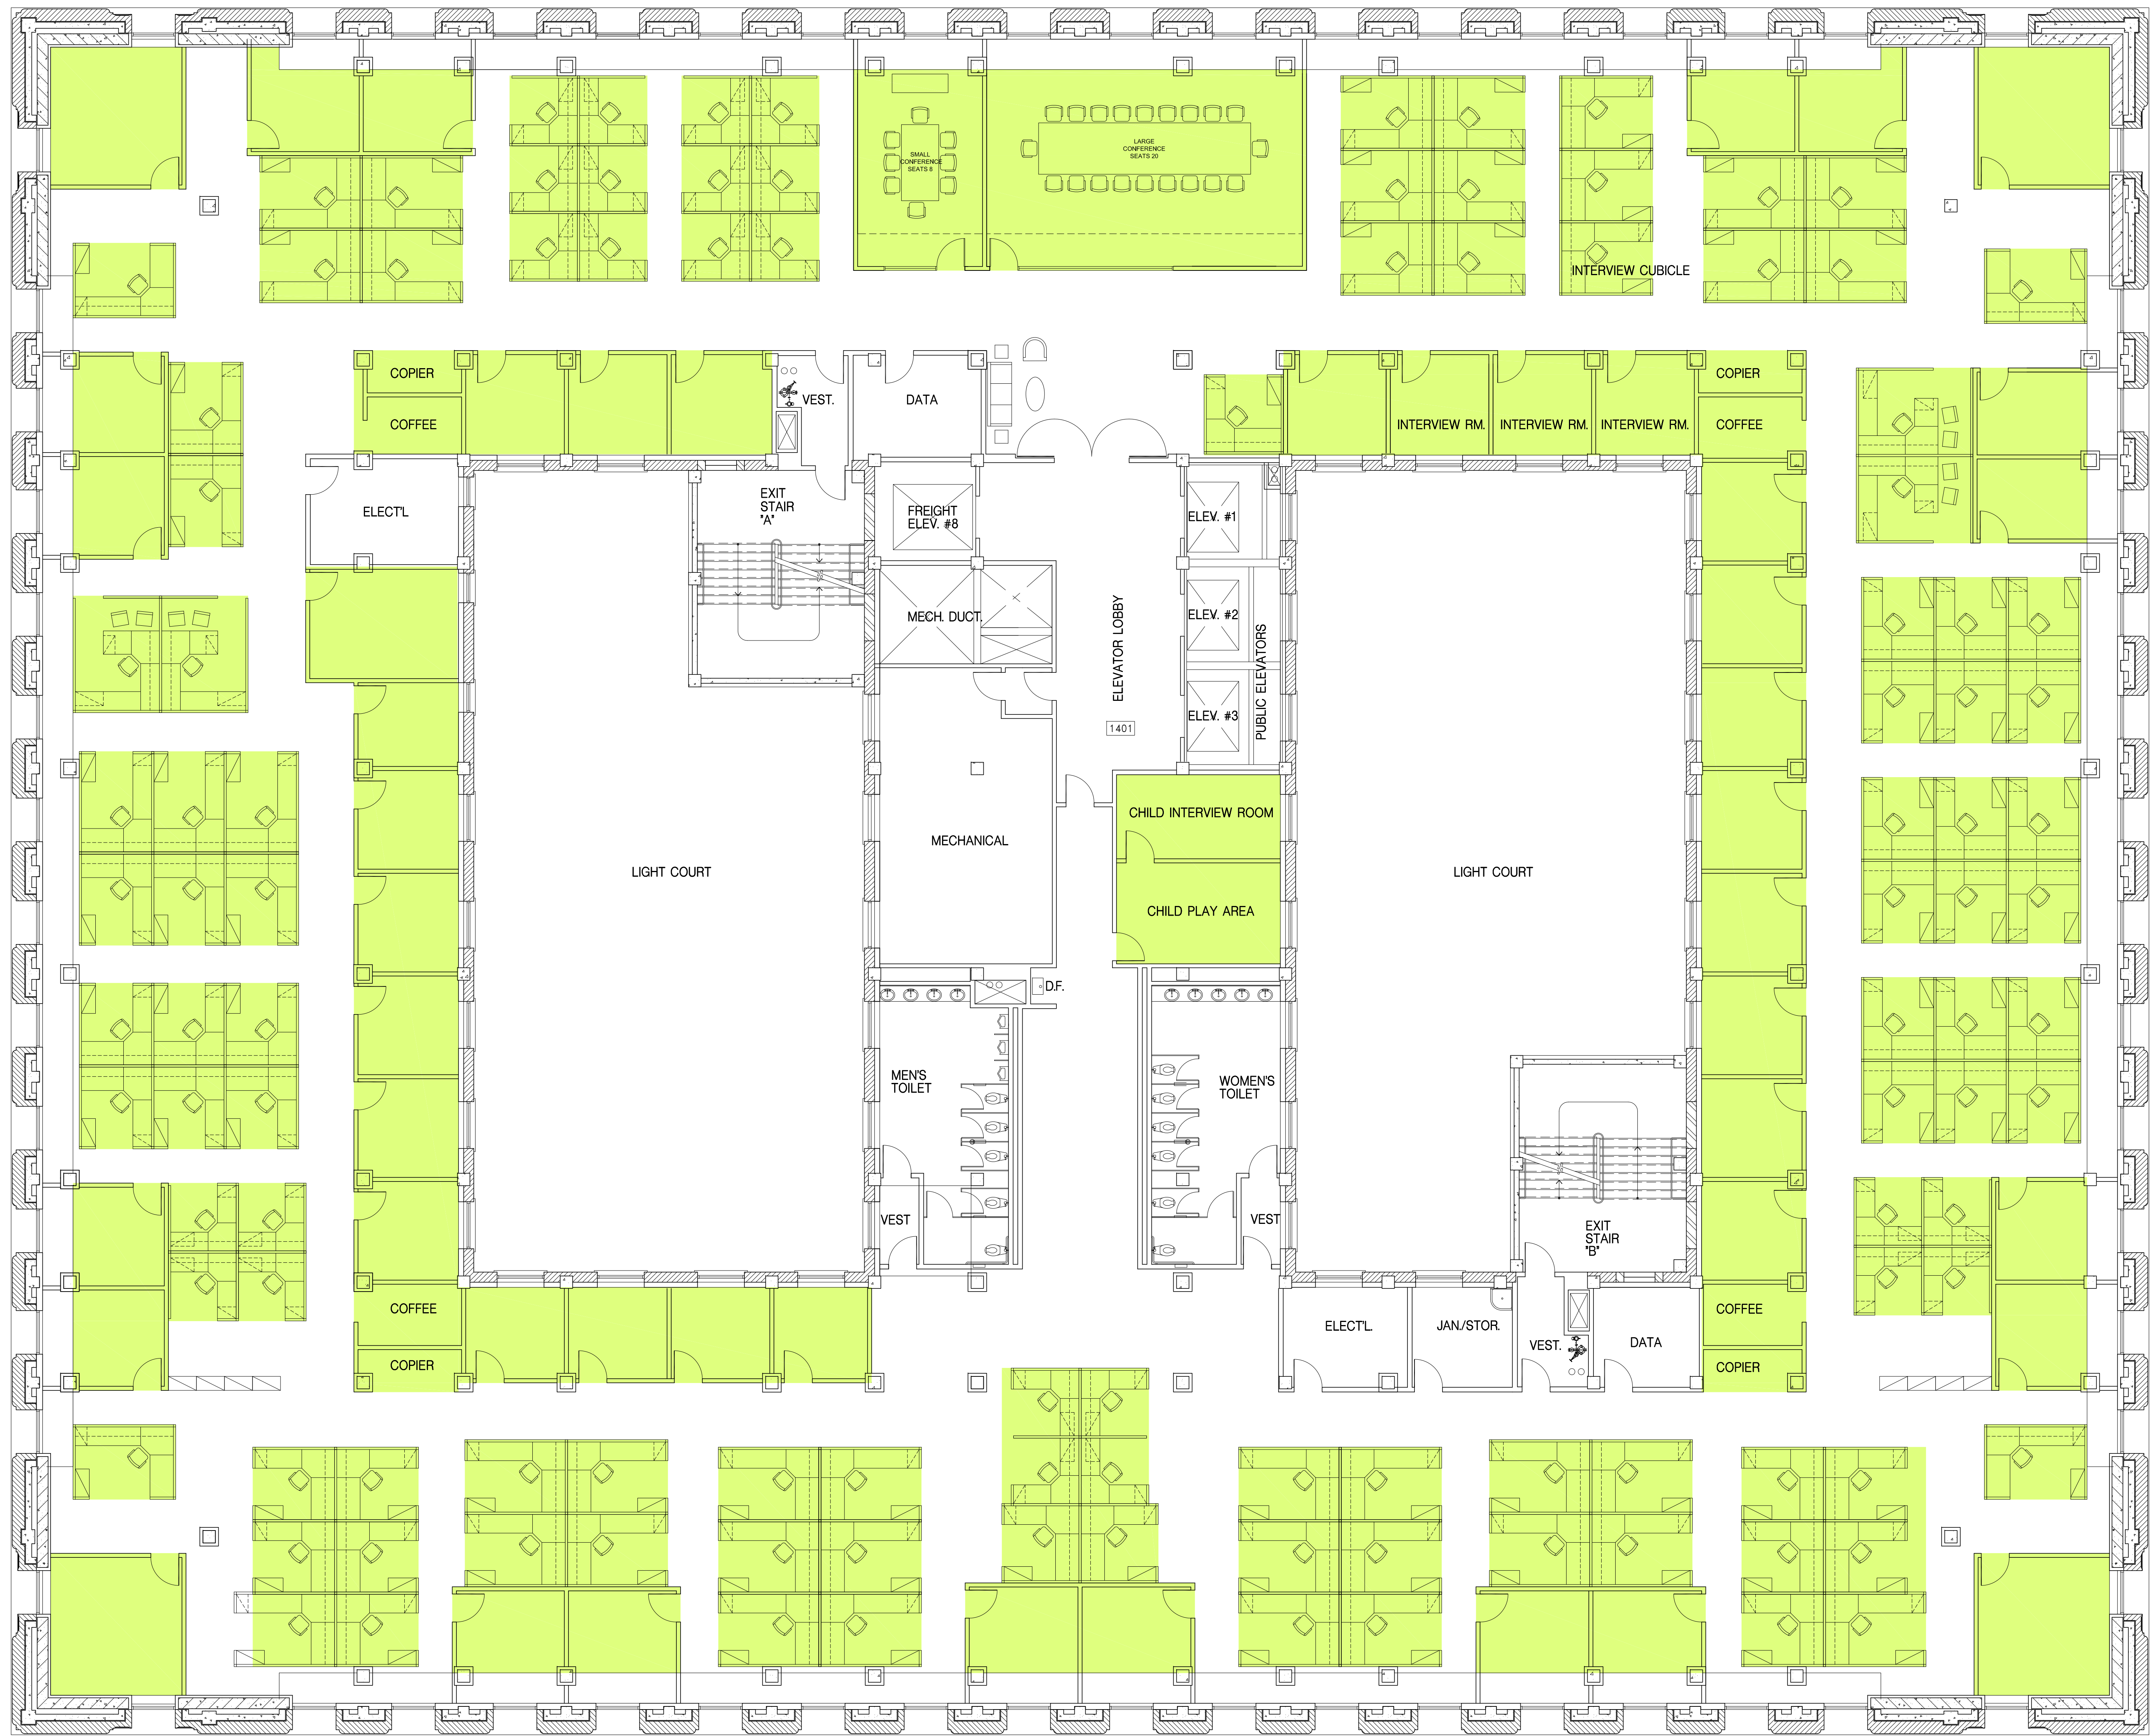 LARGE
CONFERENCE
SEATS 20
SMALL
CONFERENCE
SEATS 8
INTERVIEW CUBICLE
COPIER
COFFEE
VEST.
DATA
INTERVIEW RM.
INTERVIEW RM.
INTERVIEW RM.
COPIER
COFFEE
ELECT'L
EXIT
STAIR
"A"
FREIGHT
ELEV. #8
ELEV. #1
MECH. DUCT.
ELEV. #2
ELEVATOR LOBBY
PUBLIC ELEVATORS
ELEV. #3
1401
CHILD INTERVIEW ROOM
MECHANICAL
LIGHT COURT
LIGHT COURT
CHILD PLAY AREA
D.F.
MEN'S
TOILET
WOMEN'S
TOILET
VEST
VEST
EXIT
STAIR
"B"
COFFEE
COPIER
ELECT'L.
JAN./STOR.
VEST.
DATA
COFFEE
COPIER